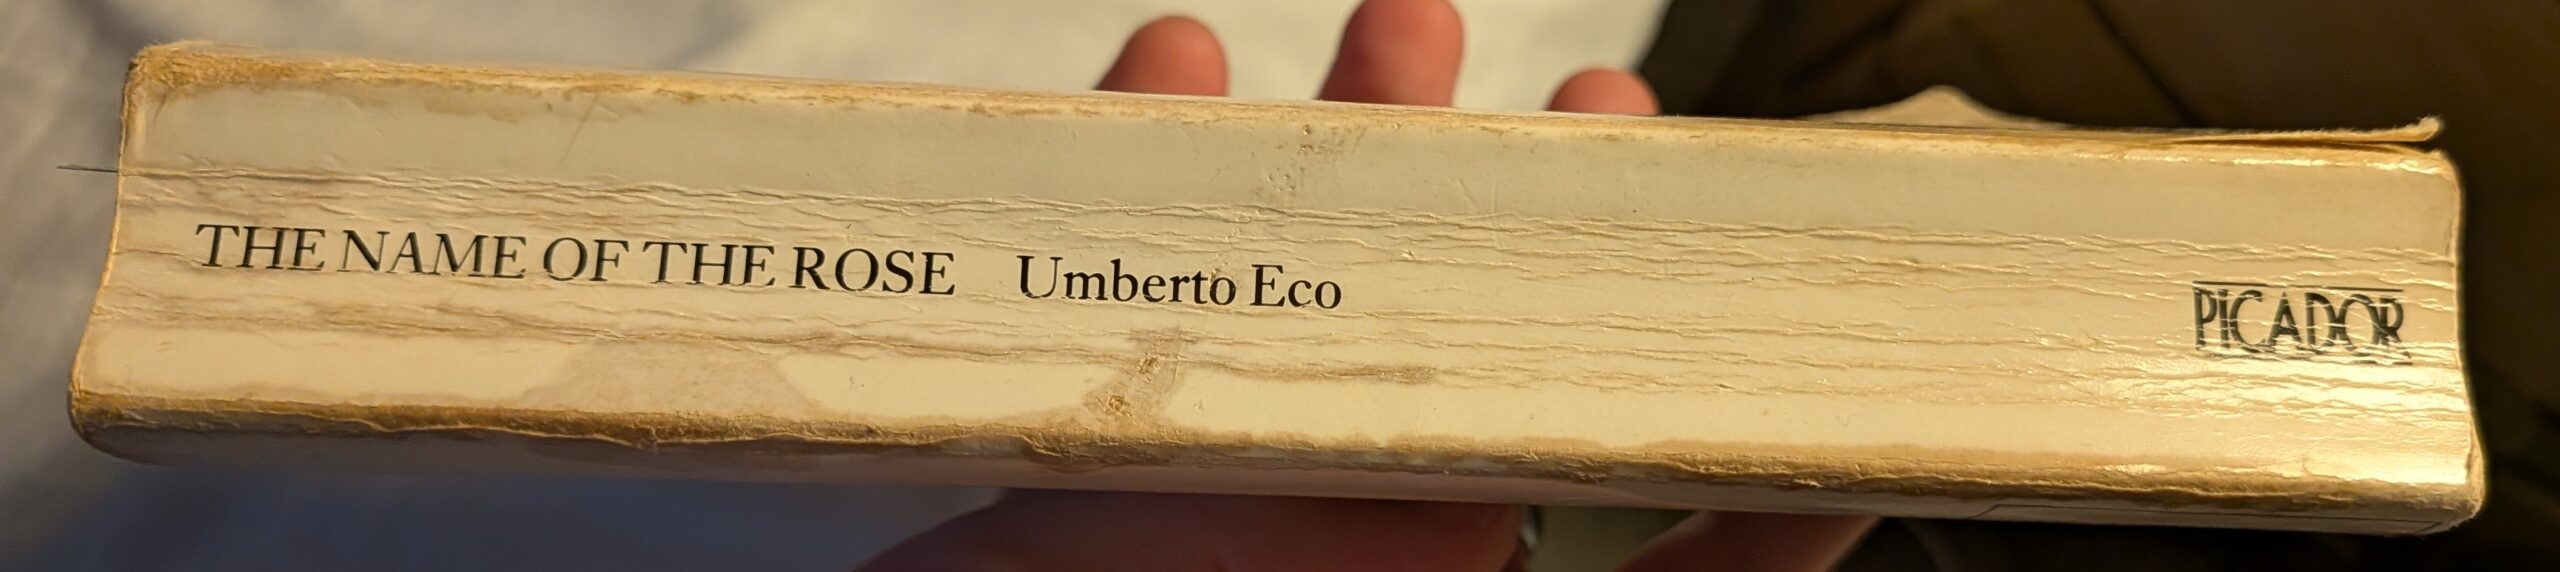 THE NAME OF THE ROSE Umberto Eco
PICADOR